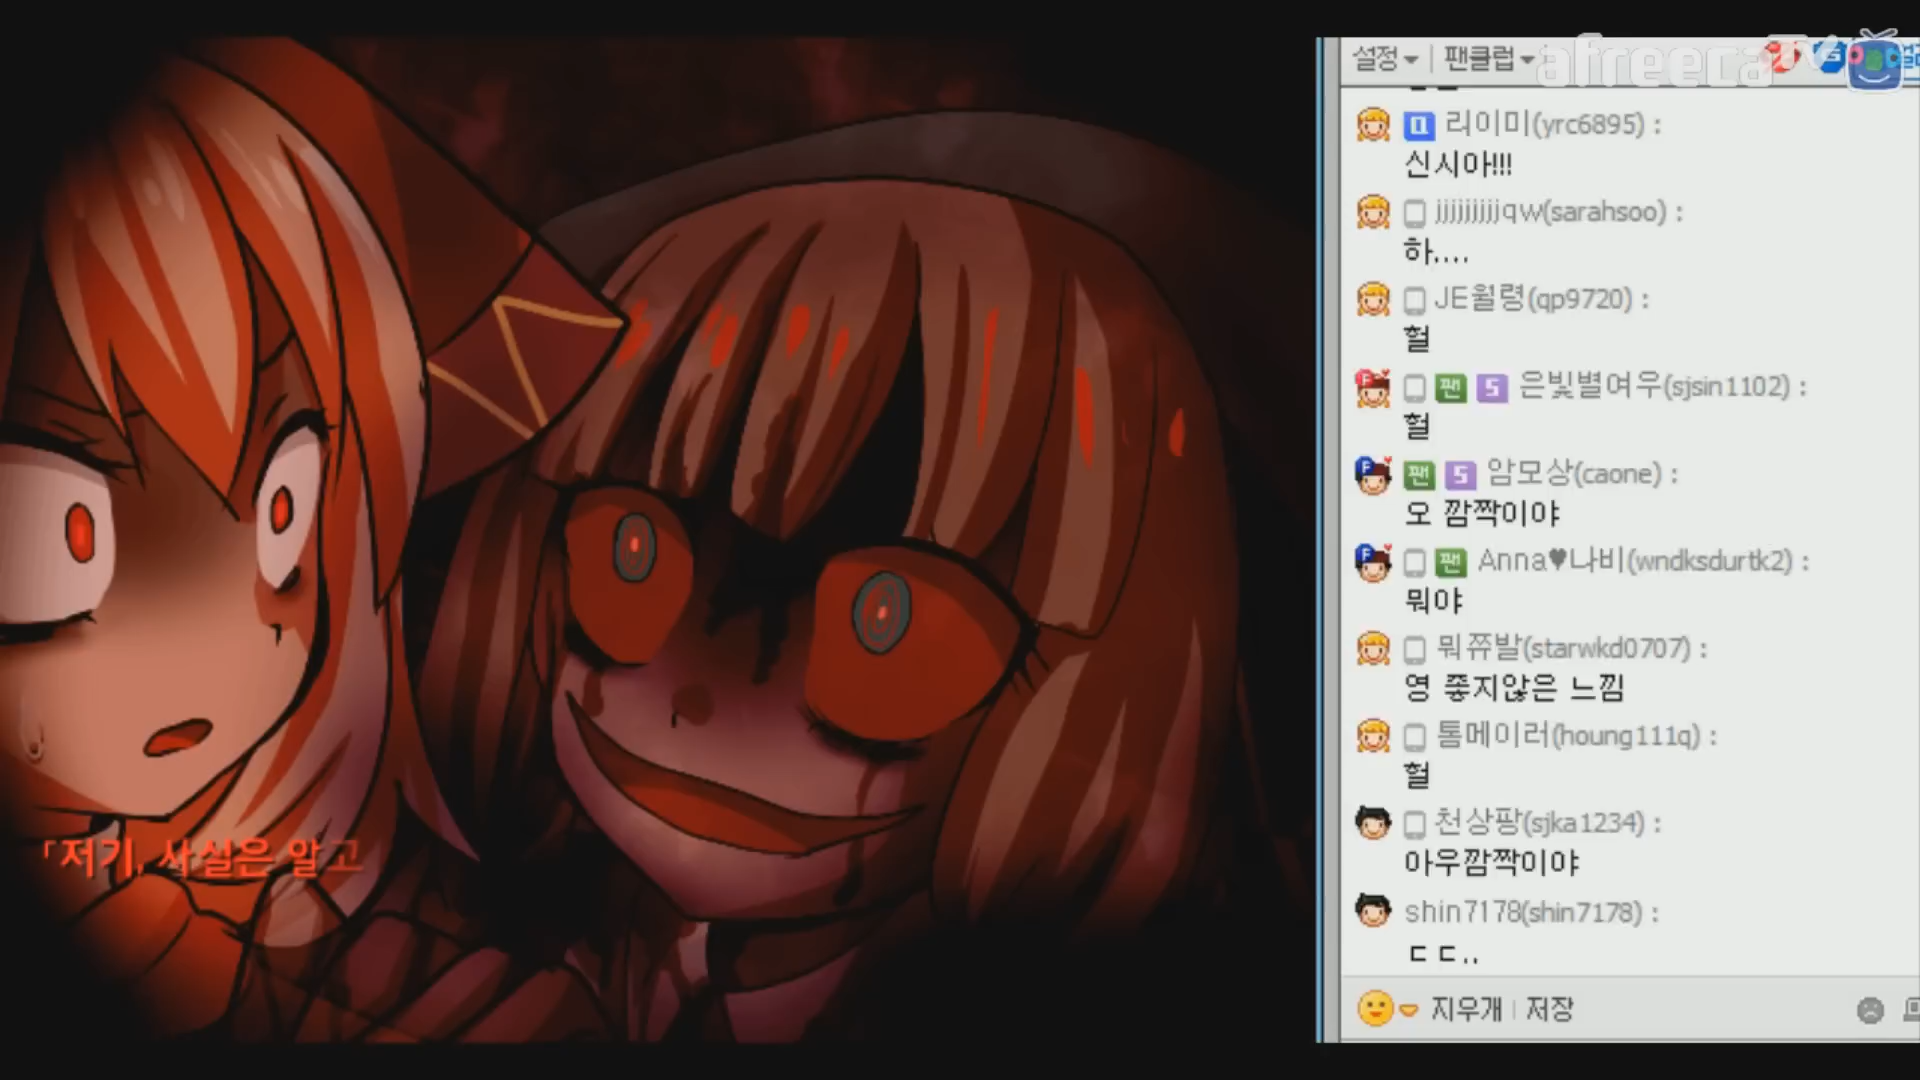 「저기, 사실은 알고
설정 팬클럽
afreecaTV
리이미(yrc6895) :
신시아!!!
jjjjjjjjjqw(sarahsoo) :
하....
JE월령(qp9720) :
헐
팬 S 은빛별여우(sjsin1102) :
헐
팬 S 암모상(caone) :
오 깜짝이야
팬 Anna♥나비(wndksdurtk2) :
뭐야
뭐쮸발(starwkd0707) :
영 좋지않은 느낌
톰메이러(houng111q) :
헐
천상팡(sjka1234) :
아우깜짝이야
shin7178(shin7178) :
ㄷㄷ..
지우개 저장